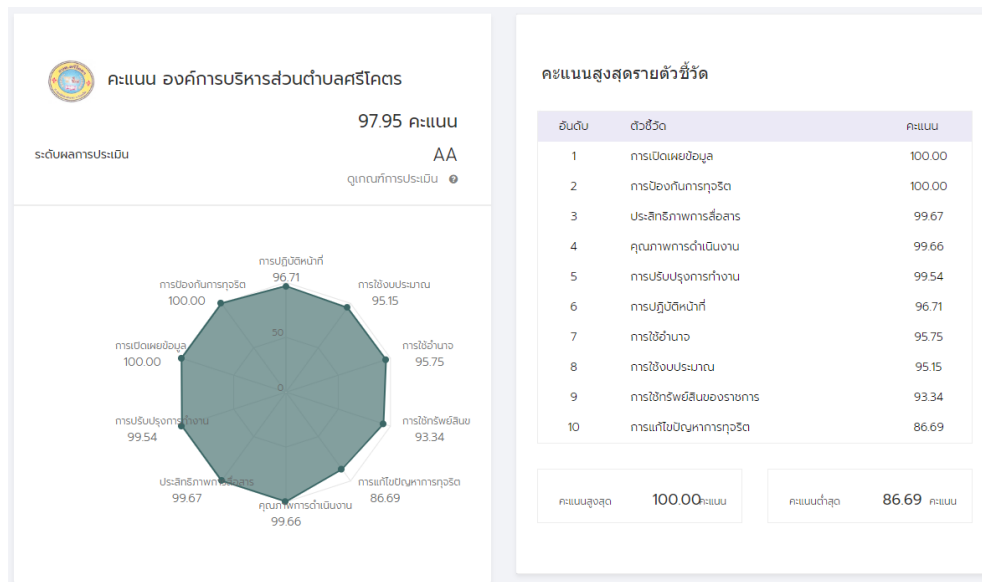 คะแนน องค์การบริหารส่วนตำบลศรีโคตร
97.95 คะแนน
ระดับผลการประเมิน AA
ดูเกณฑ์การประเมิน
การปฏิบัติหน้าที่
96.71
การป้องกันการทุจริต
100.00
การใช้งบประมาณ
95.15
50
การเปิดเผยข้อมูล
100.00
การใช้อำนาจ
95.75
0
การปรับปรุงการทำงาน
99.54
การใช้ทรัพย์สินข
93.34
ประสิทธิภาพการสื่อสาร
99.67
การแก้ไขปัญหาการทุจริต
86.69
คุณภาพการดำเนินงาน
99.66
คะแนนสูงสุดรายตัวชี้วัด
อันดับ ตัวชี้วัด คะแนน
1 การเปิดเผยข้อมูล 100.00
2 การป้องกันการทุจริต 100.00
3 ประสิทธิภาพการสื่อสาร 99.67
4 คุณภาพการดำเนินงาน 99.66
5 การปรับปรุงการทำงาน 99.54
6 การปฏิบัติหน้าที่ 96.71
7 การใช้อำนาจ 95.75
8 การใช้งบประมาณ 95.15
9 การใช้ทรัพย์สินของราชการ 93.34
10 การแก้ไขปัญหาการทุจริต 86.69
คะแนนสูงสุด 100.00 คะแนน
คะแนนต่ำสุด 86.69 คะแนน